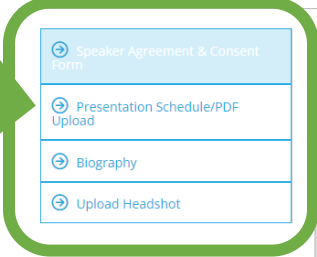 Speaker Agreement & Consent
Form
Presentation Schedule/PDF
Upload
Biography
Upload Headshot